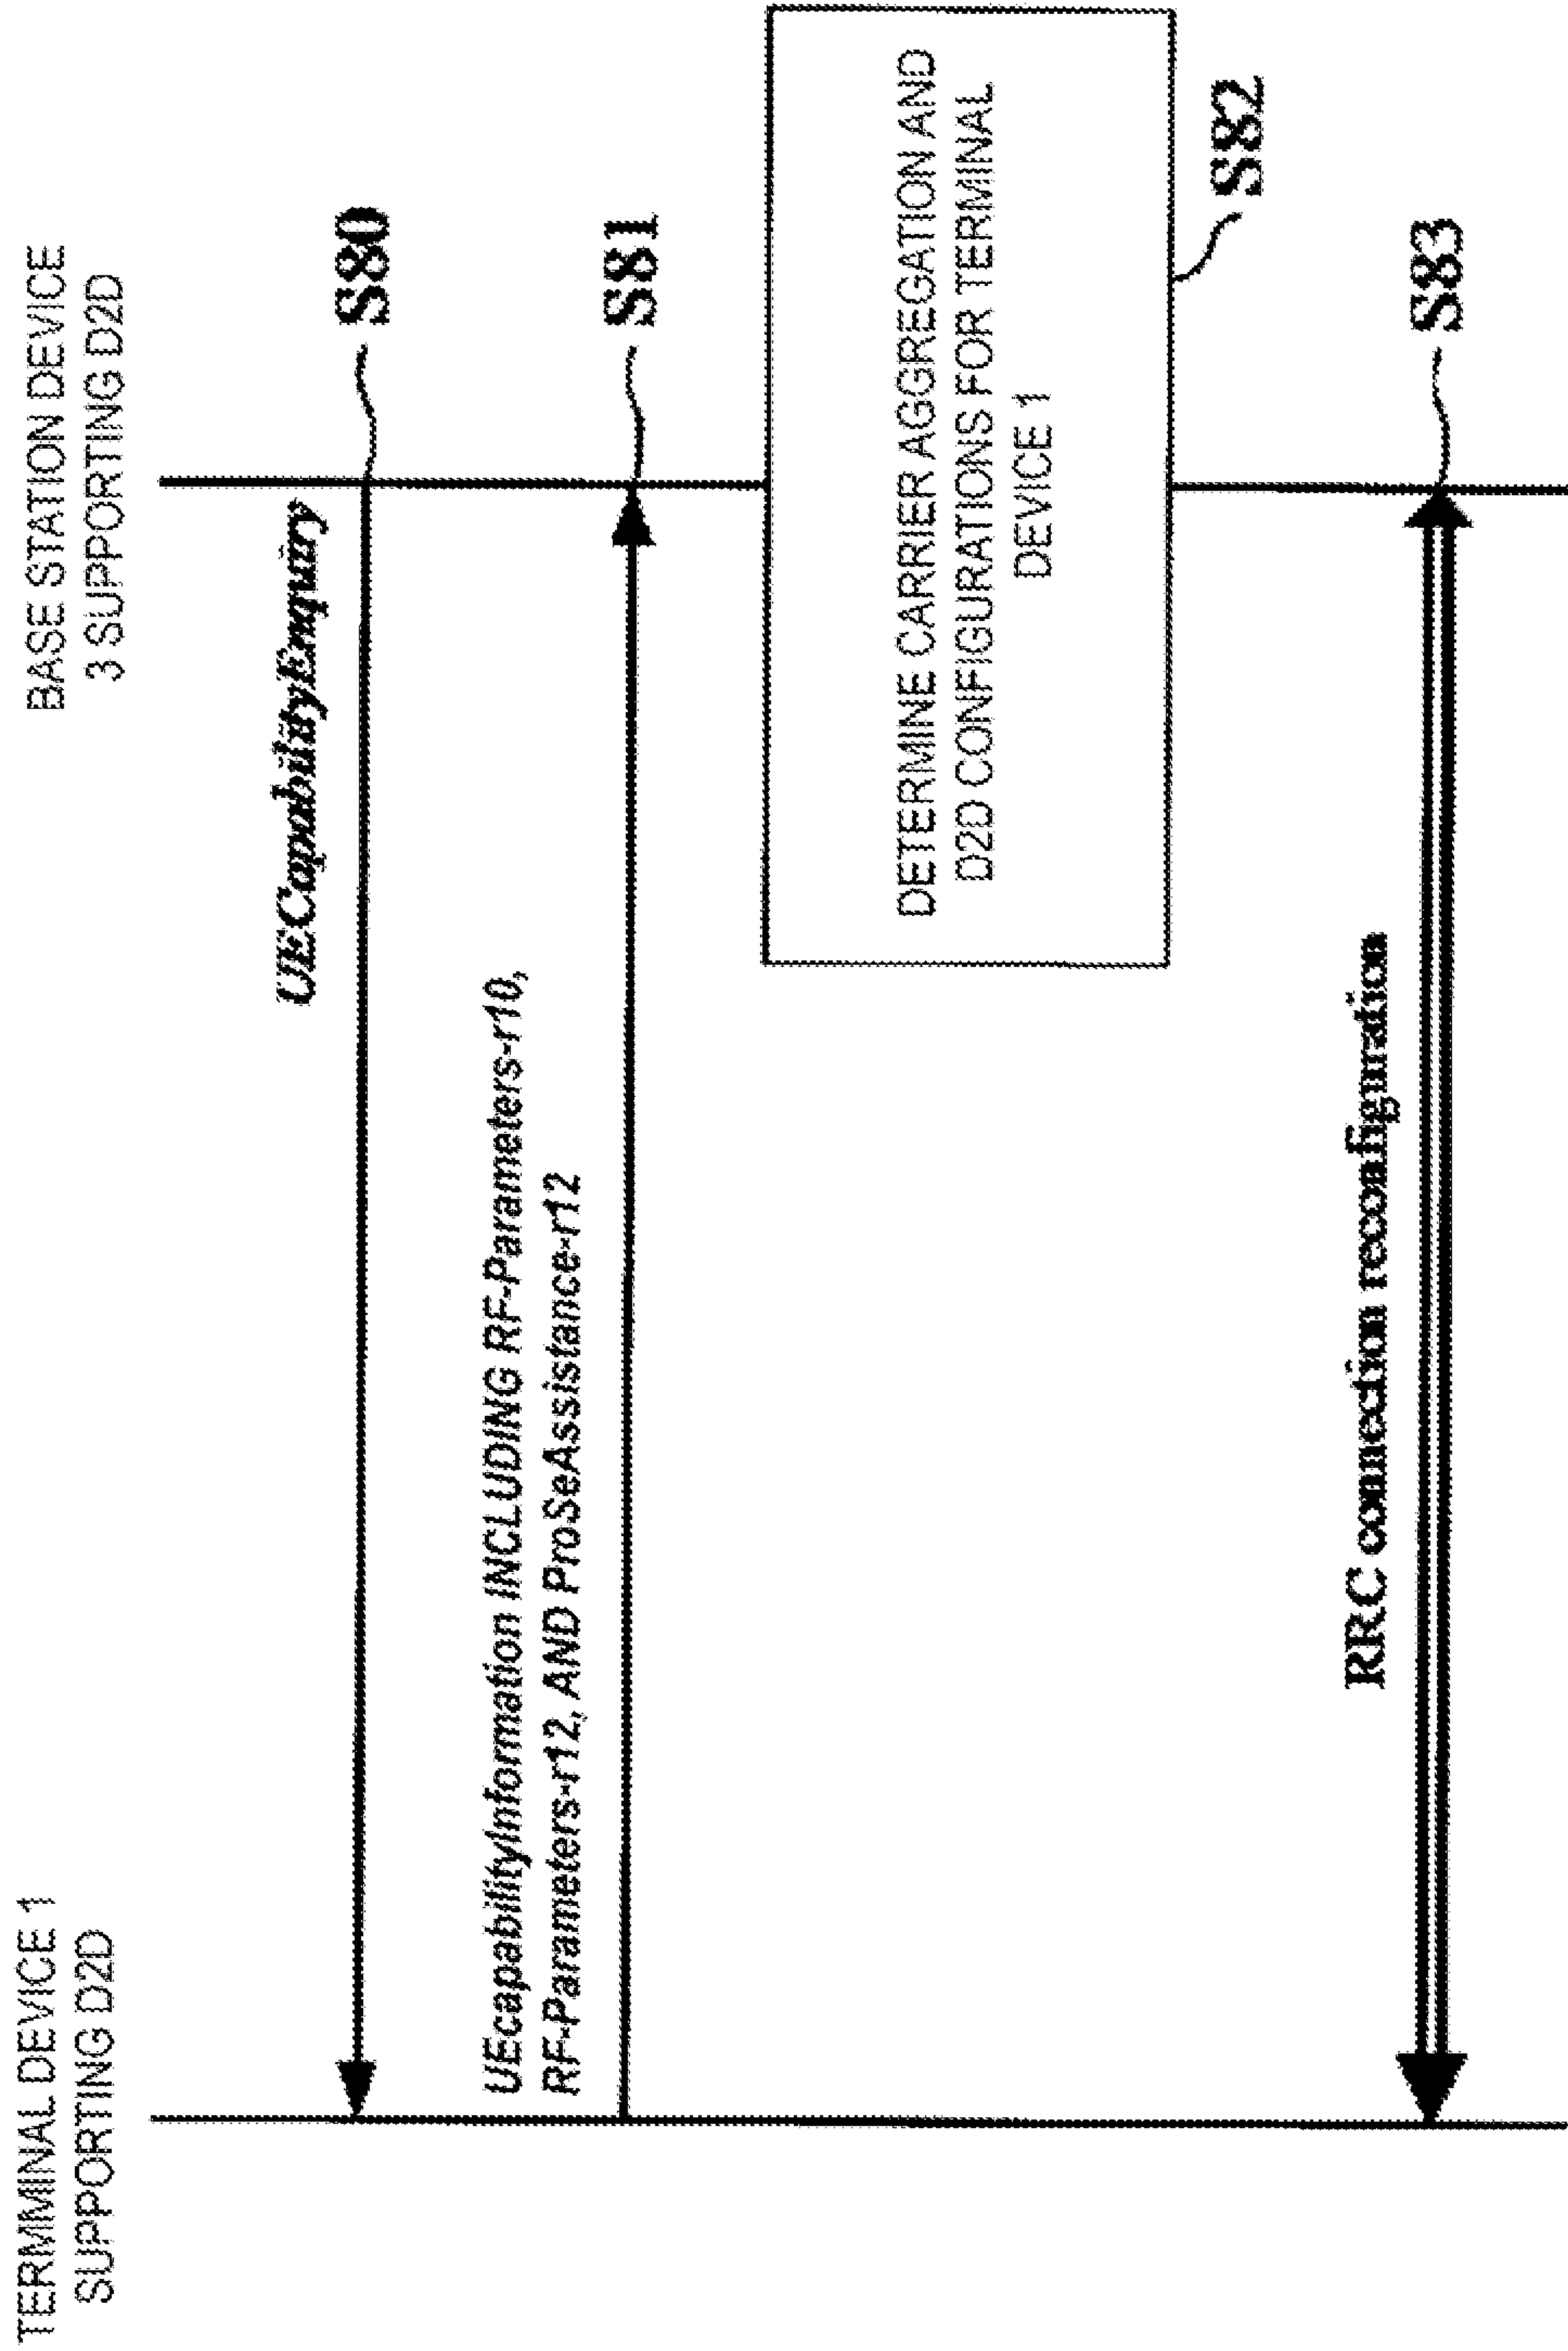 TERMINAL DEVICE 1
SUPPORTING D2D
BASE STATION DEVICE
3 SUPPORTING D2D
UECapabilityEnquiry
S80
UEcapabilityInformation INCLUDING RF-Parameters-r10,
RF-Parameters-r12, AND ProSeAssistance-r12
S81
DETERMINE CARRIER AGGREGATION AND
D2D CONFIGURATIONS FOR TERMINAL
DEVICE 1
S82
RRC connection reconfiguration
S83